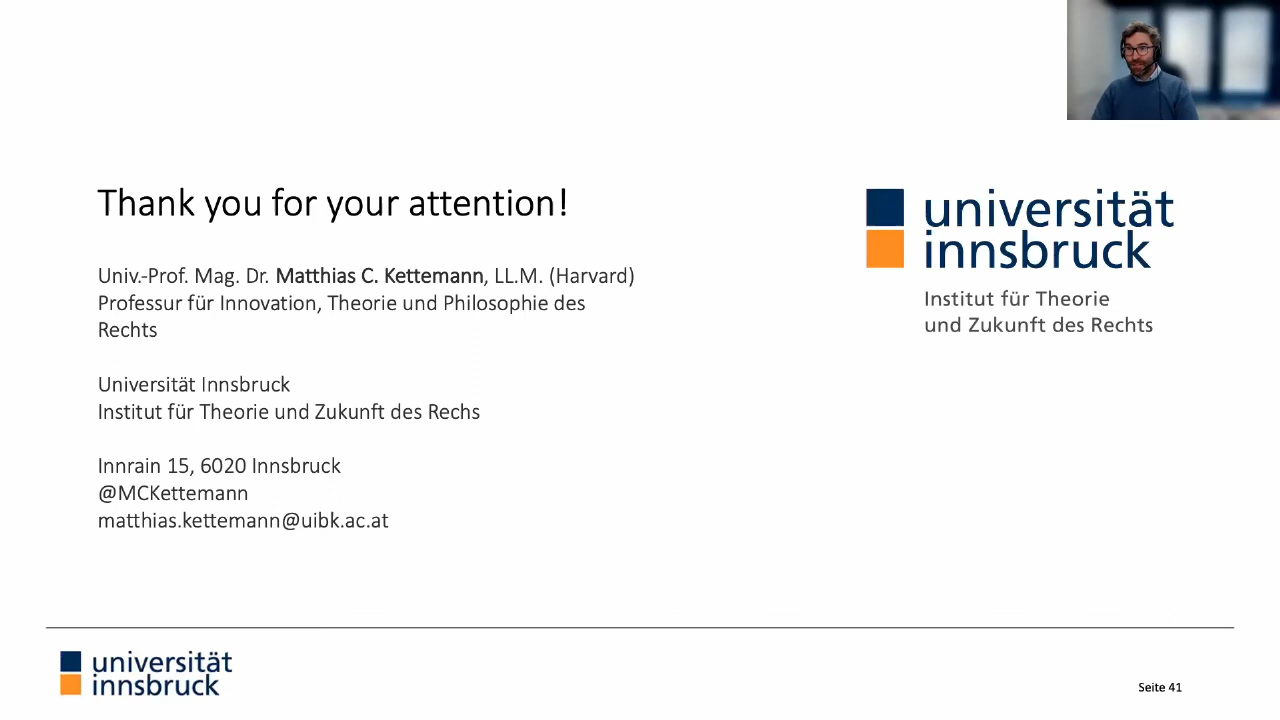 Thank you for your attention!
Univ.-Prof. Mag. Dr. Matthias C. Kettemann, LL.M. (Harvard)
Professur für Innovation, Theorie und Philosophie des
Rechts
Universität Innsbruck
Institut für Theorie und Zukunft des Rechs
Innrain 15, 6020 Innsbruck
@MCKettemann
matthias.kettemann@uibk.ac.at
universität
innsbruck
Institut für Theorie
und Zukunft des Rechts
universität
innsbruck
Seite 41